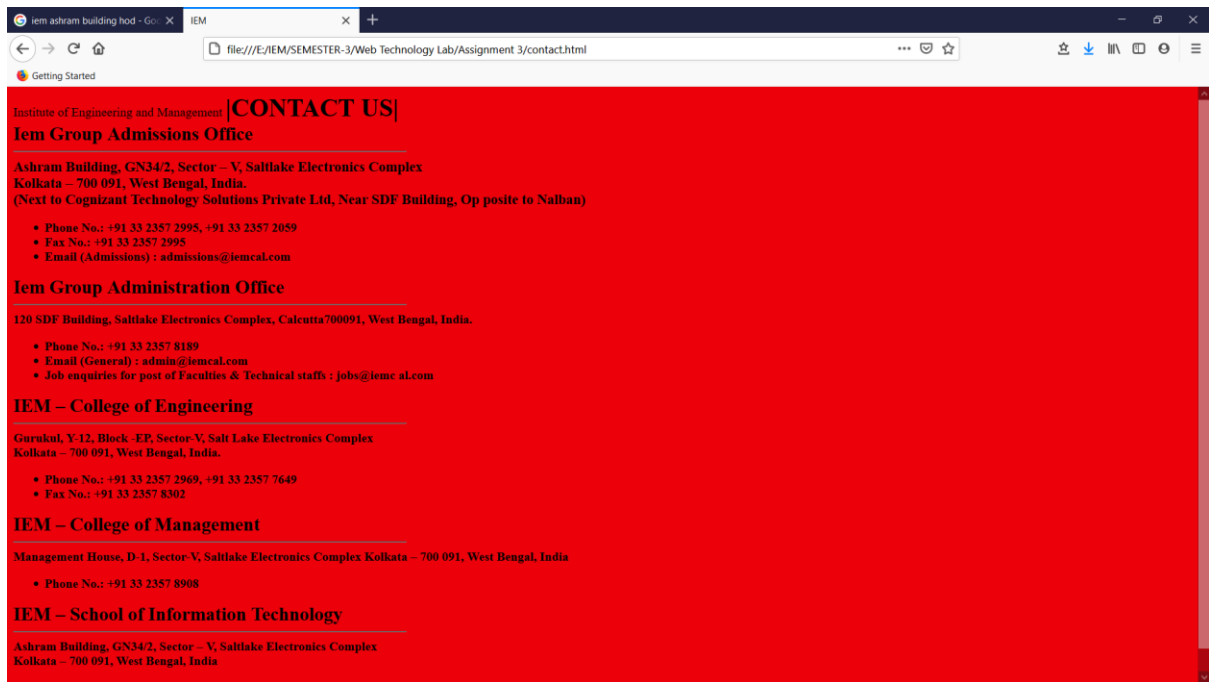 iem ashram building hod - Goo
IEM
file:///E:/IEM/SEMESTER-3/Web Technology Lab/Assignment 3/contact.html
Getting Started
Institute of Engineering and Management |CONTACT US|
Iem Group Admissions Office
Ashram Building, GN34/2, Sector – V, Saltlake Electronics Complex
Kolkata – 700 091, West Bengal, India.
(Next to Cognizant Technology Solutions Private Ltd, Near SDF Building, Op posite to Nalban)
• Phone No.: +91 33 2357 2995, +91 33 2357 2059
• Fax No.: +91 33 2357 2995
• Email (Admissions) : admissions@iemcal.com
Iem Group Administration Office
120 SDF Building, Saltlake Electronics Complex, Calcutta700091, West Bengal, India.
• Phone No.: +91 33 2357 8189
• Email (General) : admin@iemcal.com
• Job enquiries for post of Faculties & Technical staffs : jobs@iemc al.com
IEM – College of Engineering
Gurukul, Y-12, Block -EP, Sector-V, Salt Lake Electronics Complex
Kolkata – 700 091, West Bengal, India.
• Phone No.: +91 33 2357 2969, +91 33 2357 7649
• Fax No.: +91 33 2357 8302
IEM – College of Management
Management House, D-1, Sector-V, Saltlake Electronics Complex Kolkata – 700 091, West Bengal, India
• Phone No.: +91 33 2357 8908
IEM – School of Information Technology
Ashram Building, GN34/2, Sector – V, Saltlake Electronics Complex
Kolkata – 700 091, West Bengal, India